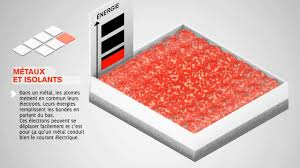 ÉNERGIE
MÉTAUX
ET ISOLANTS
Dans un métal, les atomes
mettent en commun leurs
électrons. Leurs énergies
remplissent les bandes en
partant du bas.
Ces électrons peuvent se
déplacer facilement et c'est
pour ça qu'un métal conduit
bien le courant électrique.